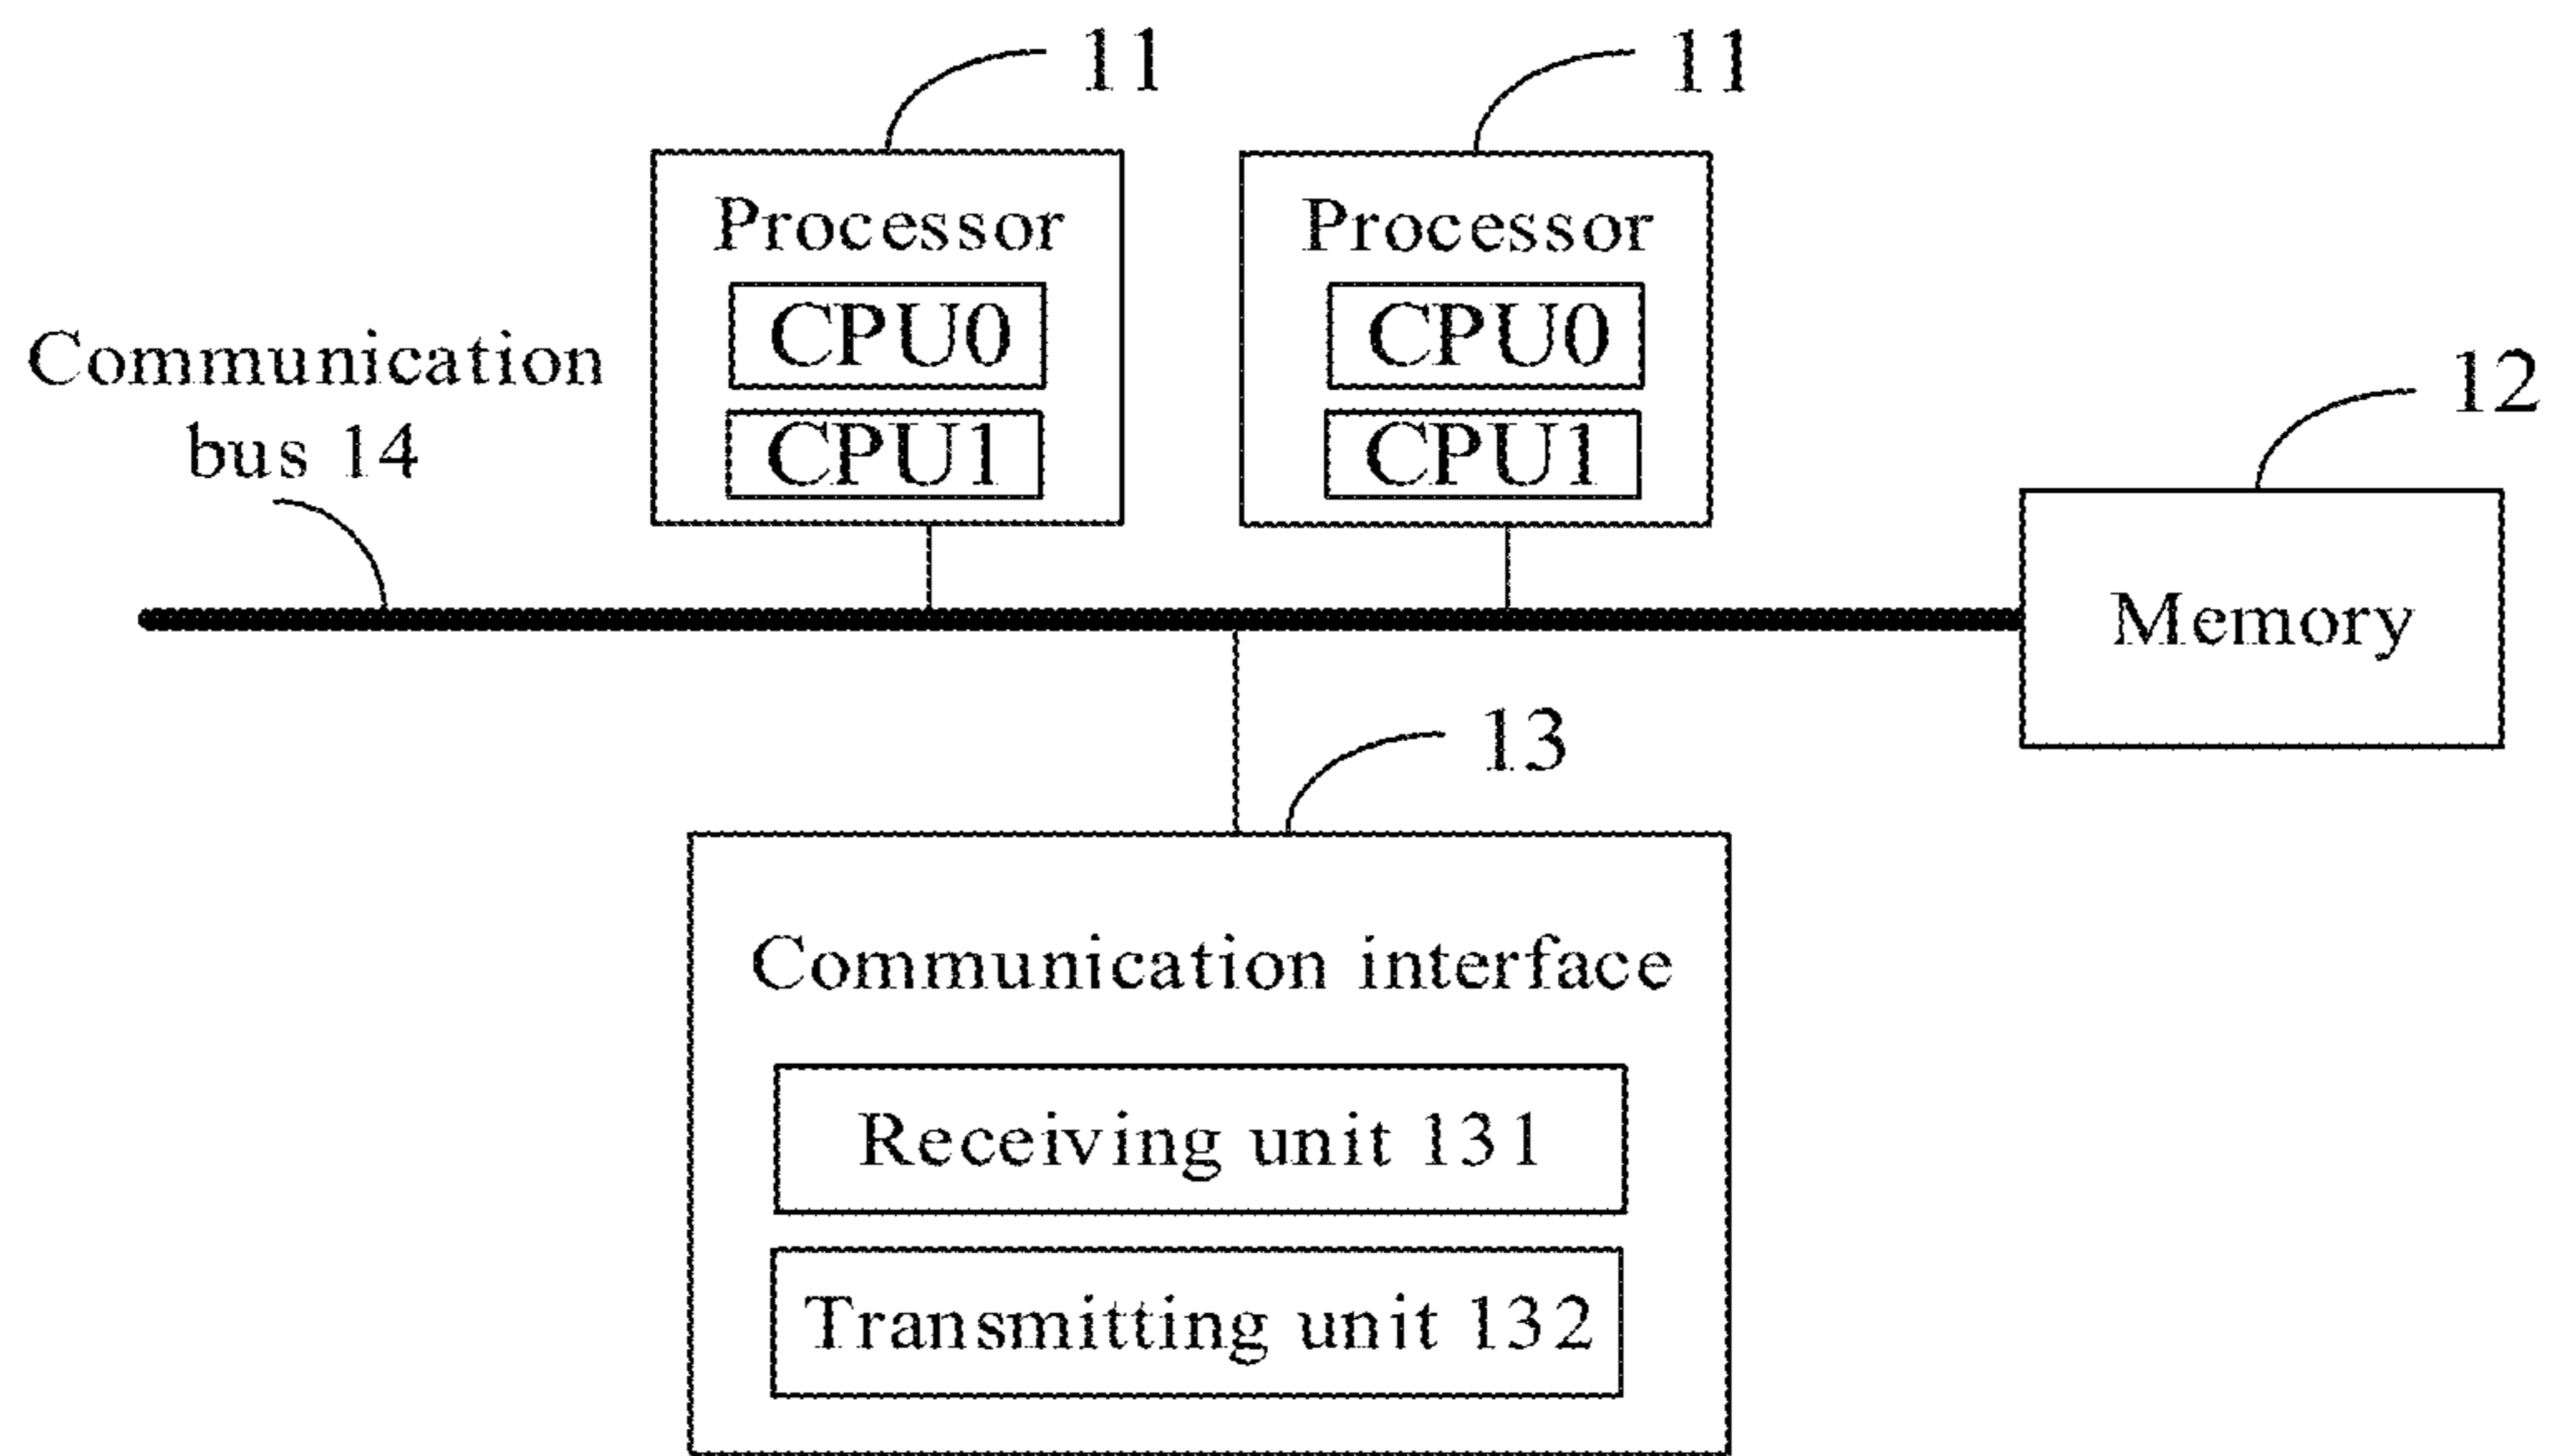 11
11
Processor
CPU0
CPU1
Processor
CPU0
CPU1
Communication
bus 14
12
Memory
13
Communication interface
Receiving unit 131
Transmitting unit 132